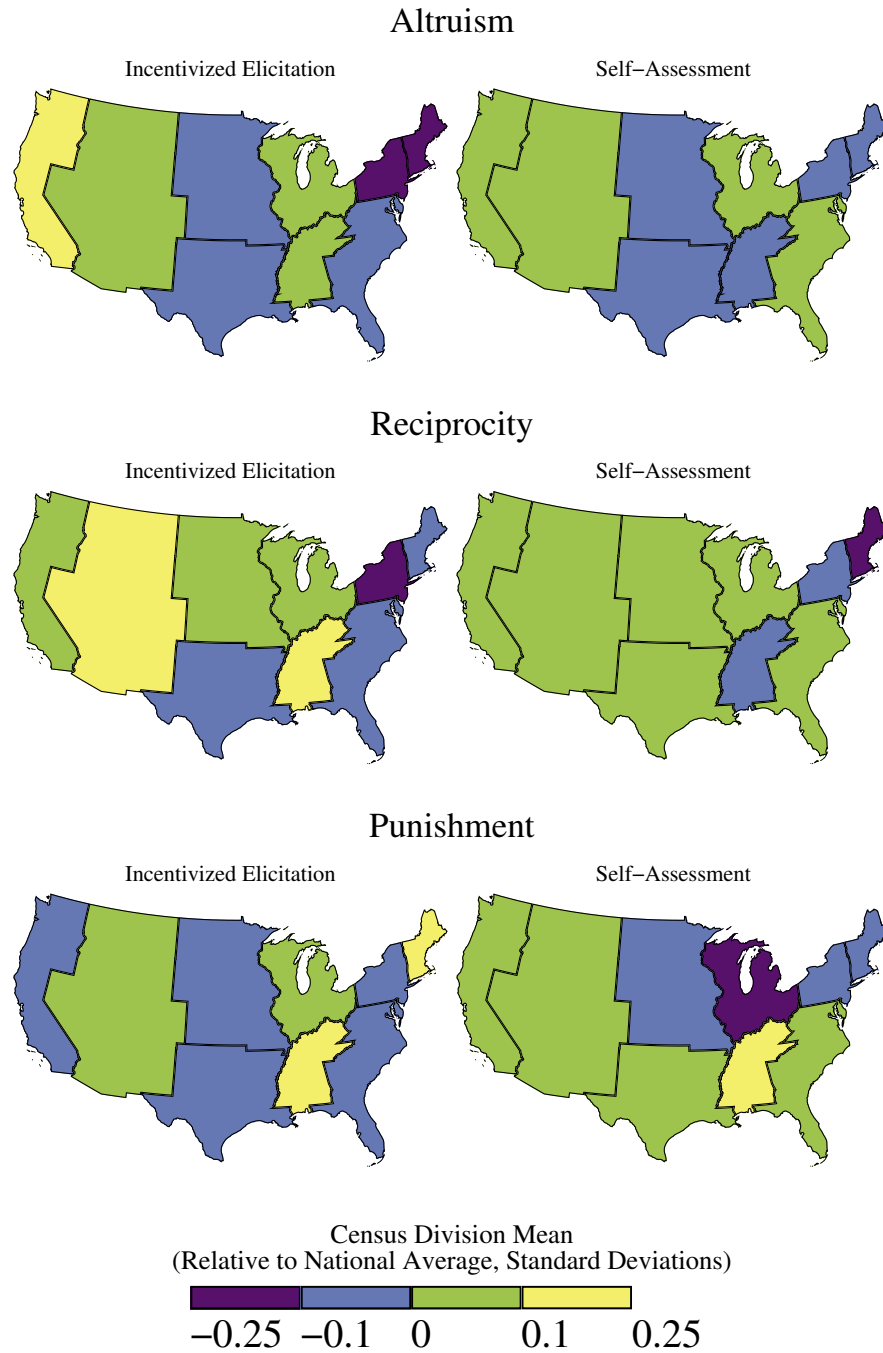 Altruism
Incentivized Elicitation
Self−Assessment
Reciprocity
Incentivized Elicitation
Self−Assessment
Punishment
Incentivized Elicitation
Self−Assessment
Census Division Mean
(Relative to National Average, Standard Deviations)
−0.25 −0.1 0 0.1 0.25